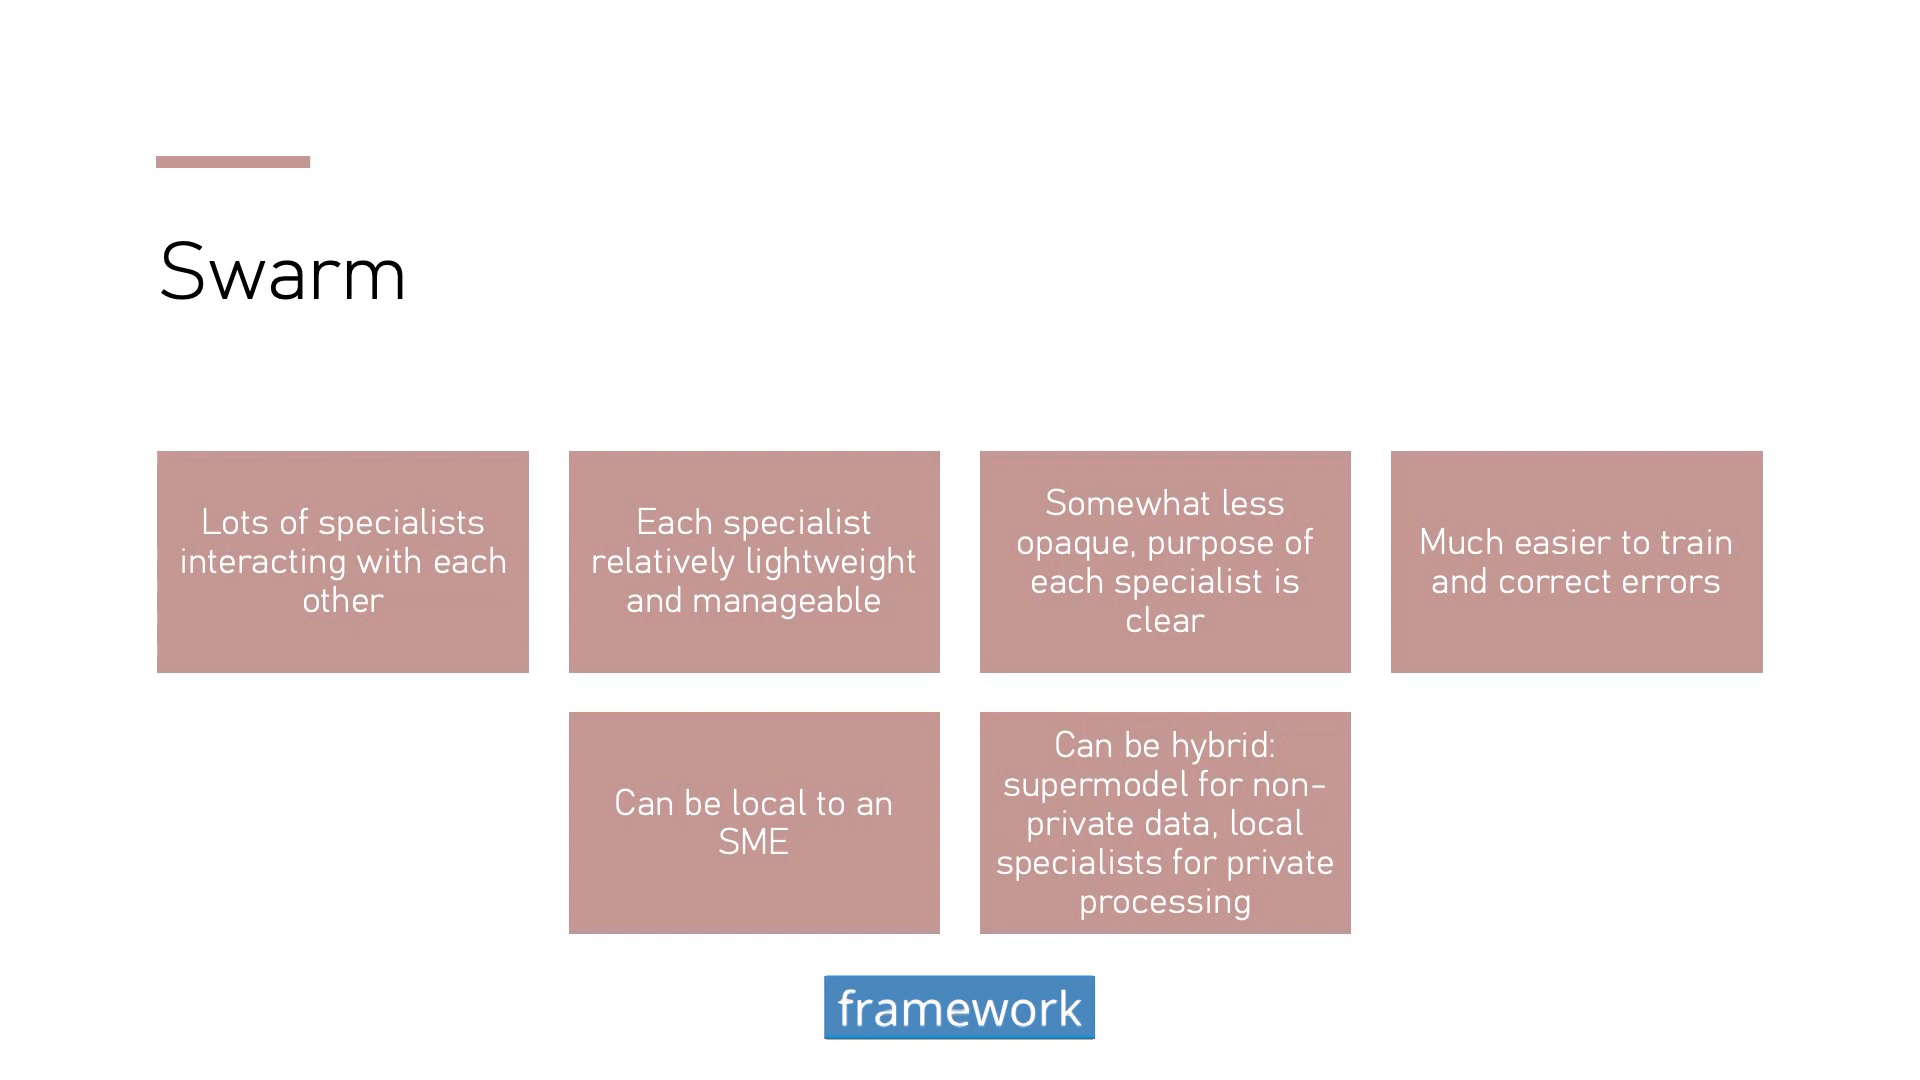 Swarm
Lots of specialists
interacting with each
other
Each specialist
relatively lightweight
and manageable
Somewhat less
opaque, purpose of
each specialist is
clear
Much easier to train
and correct errors
Can be local to an
SME
Can be hybrid:
supermodel for non-
private data, local
specialists for private
processing
framework